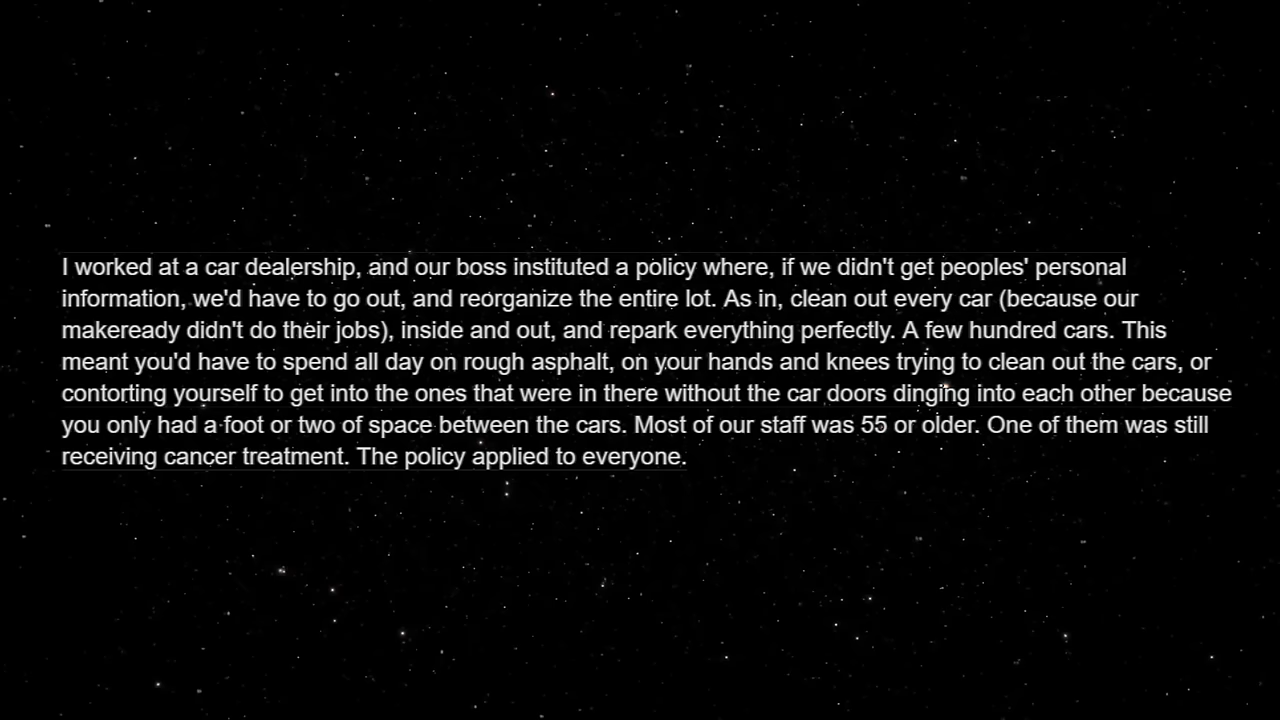 I worked at a car dealership, and our boss instituted a policy where, if we didn't get peoples' personal
information, we'd have to go out, and reorganize the entire lot. As in, clean out every car (because our
makeready didn't do their jobs), inside and out, and repark everything perfectly. A few hundred cars. This
meant you'd have to spend all day on rough asphalt, on your hands and knees trying to clean out the cars, or
contorting yourself to get into the ones that were in there without the car doors dinging into each other because
you only had a foot or two of space between the cars. Most of our staff was 55 or older. One of them was still
receiving cancer treatment. The policy applied to everyone.